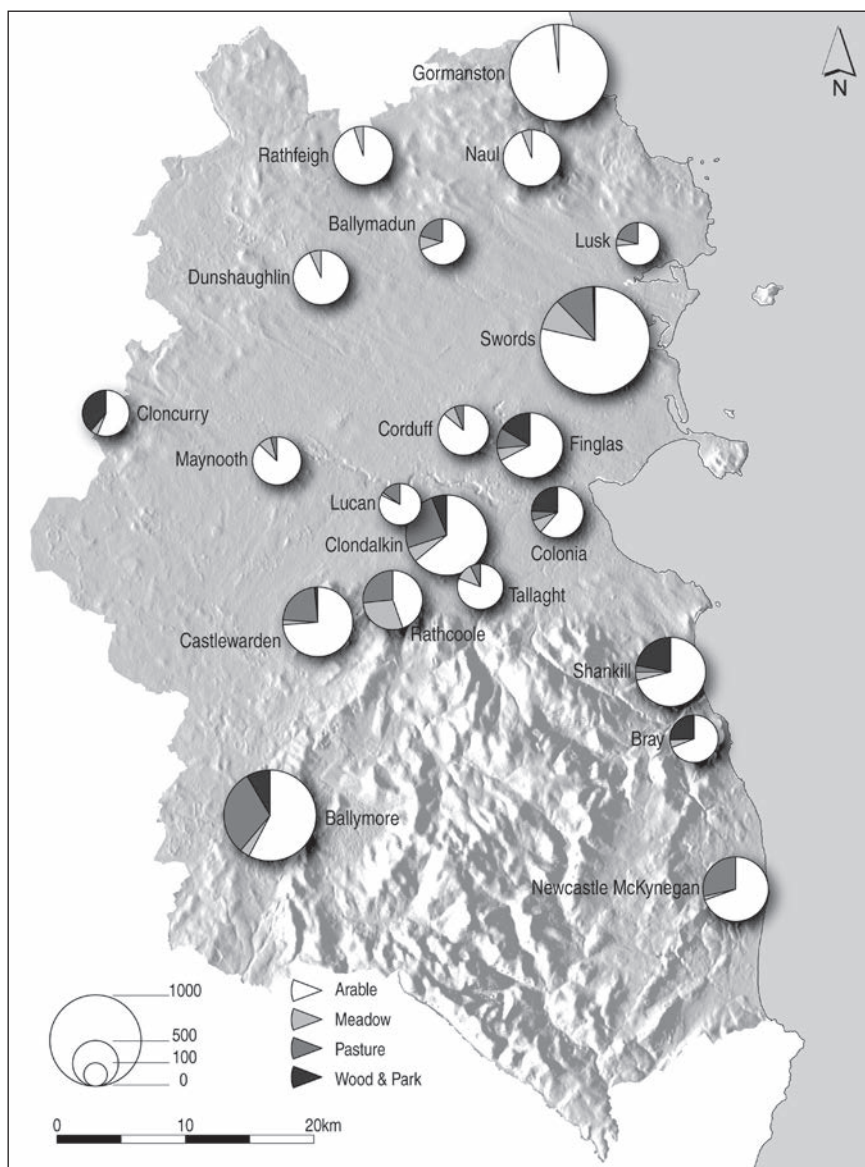 Gormanston
N
Rathfeigh
Naul
Ballymadun
Lusk
Dunshaughlin
Swords
Cloncurry
Corduff
Finglas
Maynooth
Lucan
Clondalkin
Colonia
Tallaght
Rathcoole
Castlewarden
Shankill
Bray
Ballymore
Newcastle McKynegan
1000
500
100
0
Arable
Meadow
Pasture
Wood & Park
0 10 20km